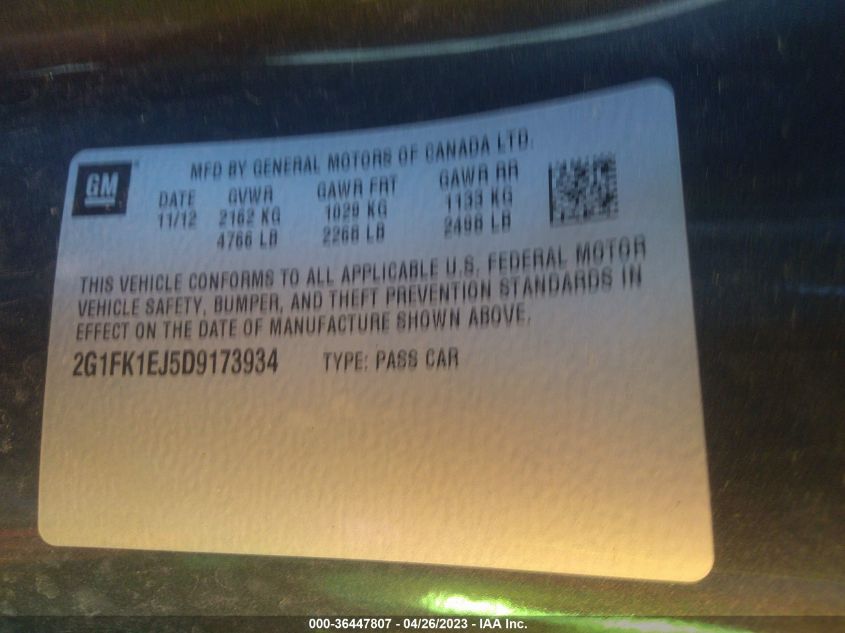 GM
MFD BY GENERAL MOTORS OF CANADA LTD.
DATE GVWR GAWR FRT GAWR RR
11/12 2162 KG 1029 KG 1133 KG
4766 LB 2268 LB 2498 LB
THIS VEHICLE CONFORMS TO ALL APPLICABLE U.S. FEDERAL MOTOR
VEHICLE SAFETY, BUMPER, AND THEFT PREVENTION STANDARDS IN
EFFECT ON THE DATE OF MANUFACTURE SHOWN ABOVE.
2G1FK1EJ5D9173934 TYPE: PASS CAR
000-36447807 - 04/26/2023 - IAA Inc.